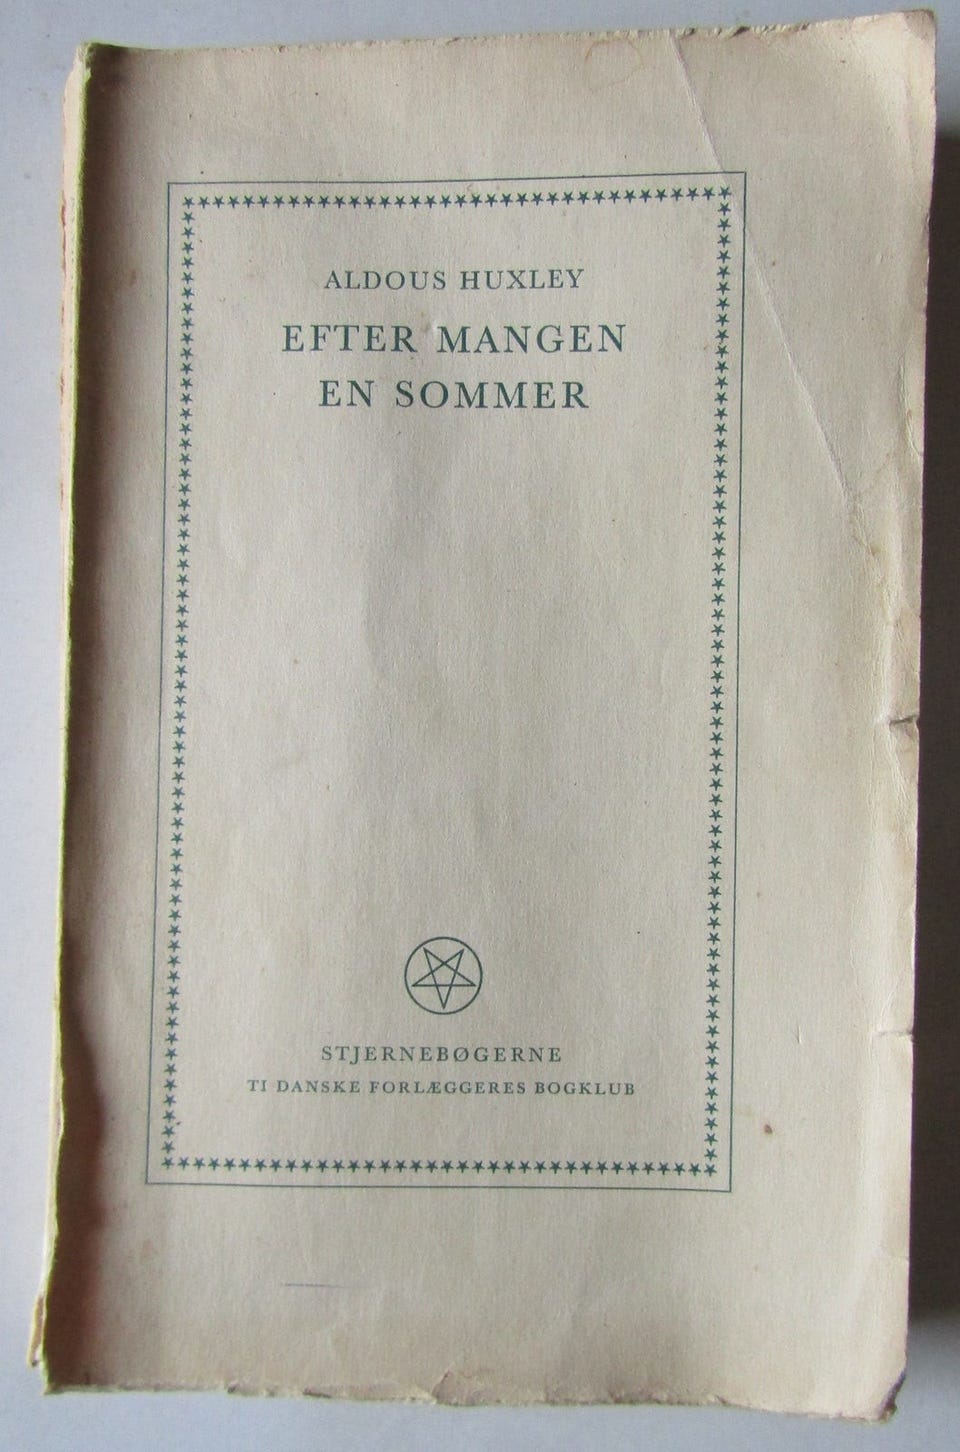 ALDOUS HUXLEY
EFTER MANGEN
EN SOMMER
STJERNEBØGERNE
TI DANSKE FORLÆGGERES BOGKLUB